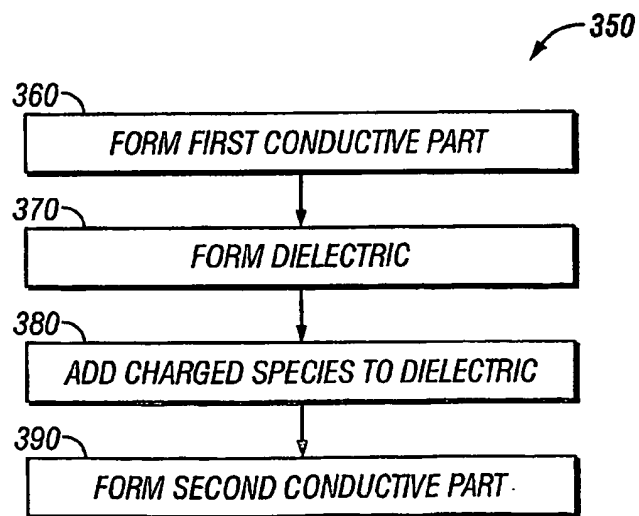 350
360
FORM FIRST CONDUCTIVE PART
370
FORM DIELECTRIC
380
ADD CHARGED SPECIES TO DIELECTRIC
390
FORM SECOND CONDUCTIVE PART